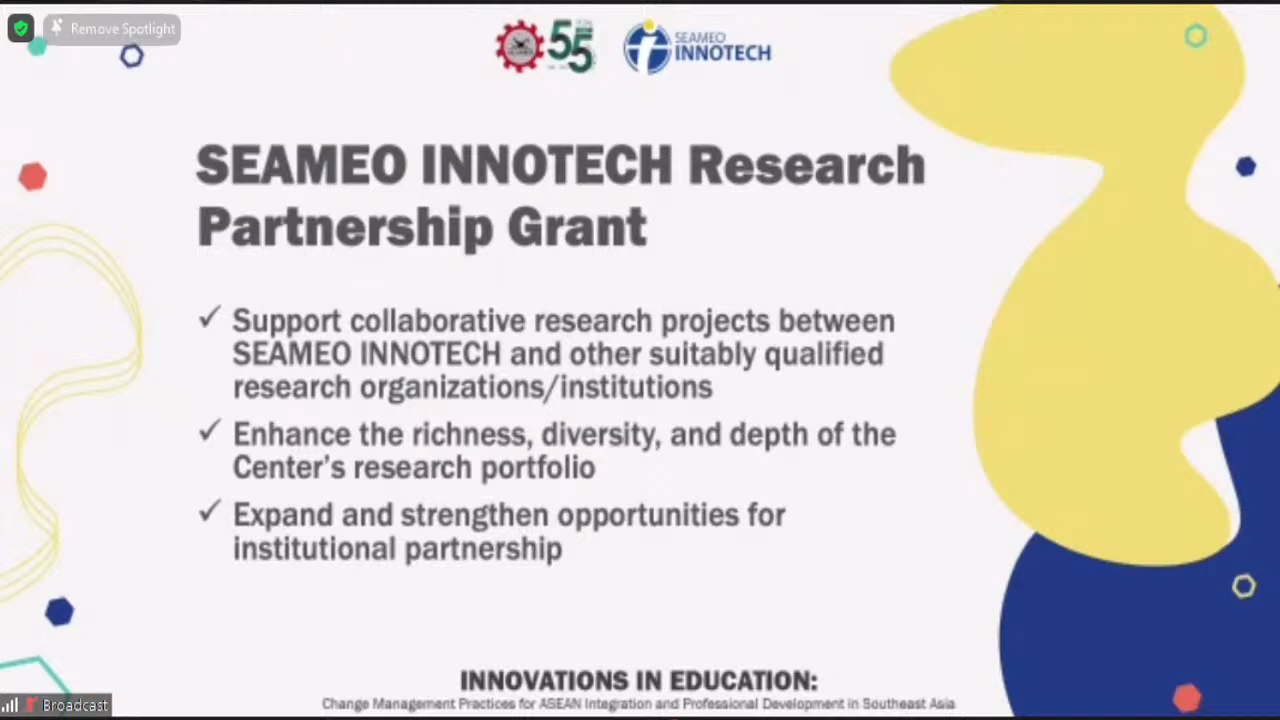 Remove Spotlight
55
SEAMEO
INNOTECH
SEAMEO INNOTECH Research
Partnership Grant
✓ Support collaborative research projects between
SEAMEO INNOTECH and other suitably qualified
research organizations/institutions
✓ Enhance the richness, diversity, and depth of the
Center's research portfolio
✓ Expand and strengthen opportunities for
institutional partnership
INNOVATIONS IN EDUCATION:
Change Management Practices for ASEAN Integration and Professional Development in Southeast Asia
Broadcast